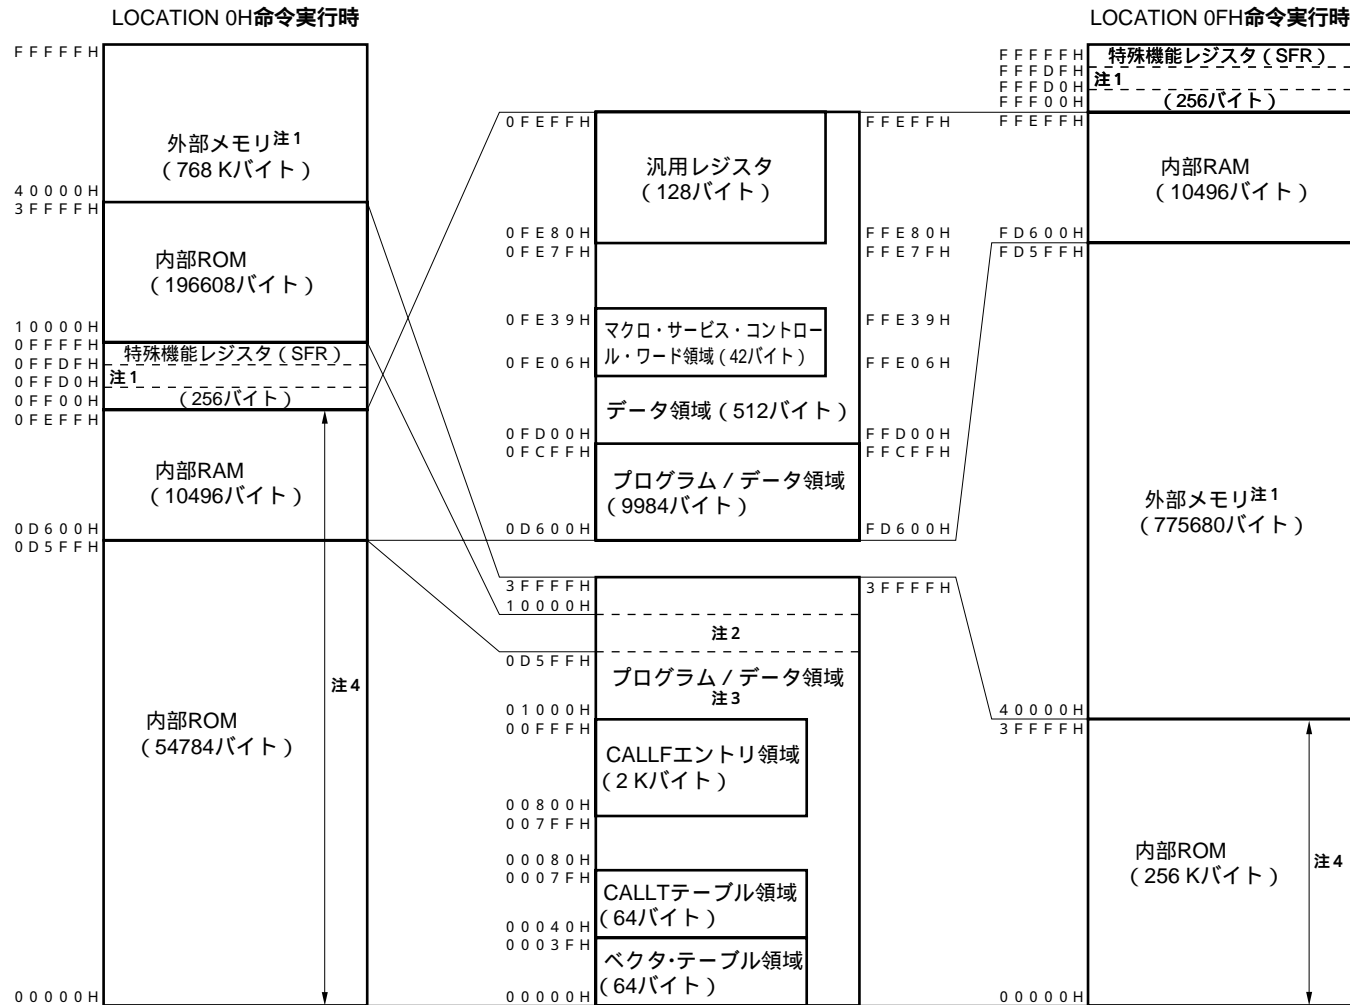 LOCATION 0H命令実行時
FFFFFH
外部メモリ注1
(768 Kバイト)
40000H
3FFFFH
内部ROM
(196608バイト)
10000H
0FFFFH
特殊機能レジスタ(SFR)
0FFDFH
注1
0FFD0H
(256バイト)
0FF00H
0FEFFH
内部RAM
(10496バイト)
0D600H
0D5FFH
注4
内部ROM
(54784バイト)
00000H
0FEFFH
FFEFFH
汎用レジスタ
(128バイト)
0FE80H
FFE80H
0FE7FH
FFE7FH
0FE39H
FFE39H
マクロ・サービス・コントロー
ル・ワード領域(42バイト)
0FE06H
FFE06H
データ領域(512バイト)
0FD00H
FFD00H
0FCFFH
FFCFFH
プログラム/データ領域
(9984バイト)
0D600H
FD600H
3FFFFH
3FFFFH
10000H
注2
0D5FFH
プログラム/データ領域
注3
01000H
00FFFH
CALLFエントリ領域
(2 Kバイト)
00800H
007FFH
00080H
0007FH
CALLTテーブル領域
(64バイト)
00040H
0003FH
ベクタ・テーブル領域
(64バイト)
00000H
LOCATION 0FH命令実行時
FFFFFH
特殊機能レジスタ(SFR)
FFFDFH
注1
FFFD0H
(256バイト)
FFF00H
FFEFFH
内部RAM
(10496バイト)
FD600H
FD5FFH
外部メモリ注1
(775680バイト)
40000H
3FFFFH
内部ROM
(256 Kバイト)
注4
00000H